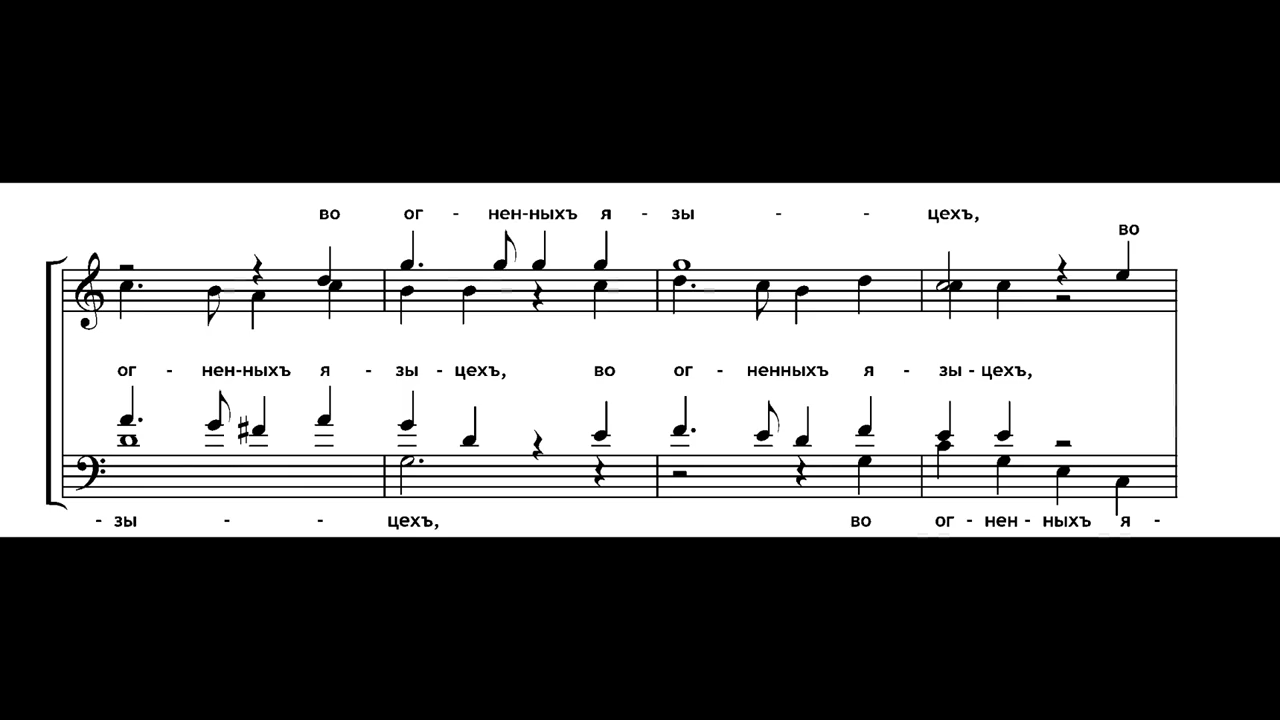 во ог - нен-ныхъ я - зы - - цехъ,
во
ог - нен-ныхъ я - зы - цехъ, во ог - ненныхъ я - зы - цехъ,
- зы - - цехъ, во ог - нен - ныхъ я -